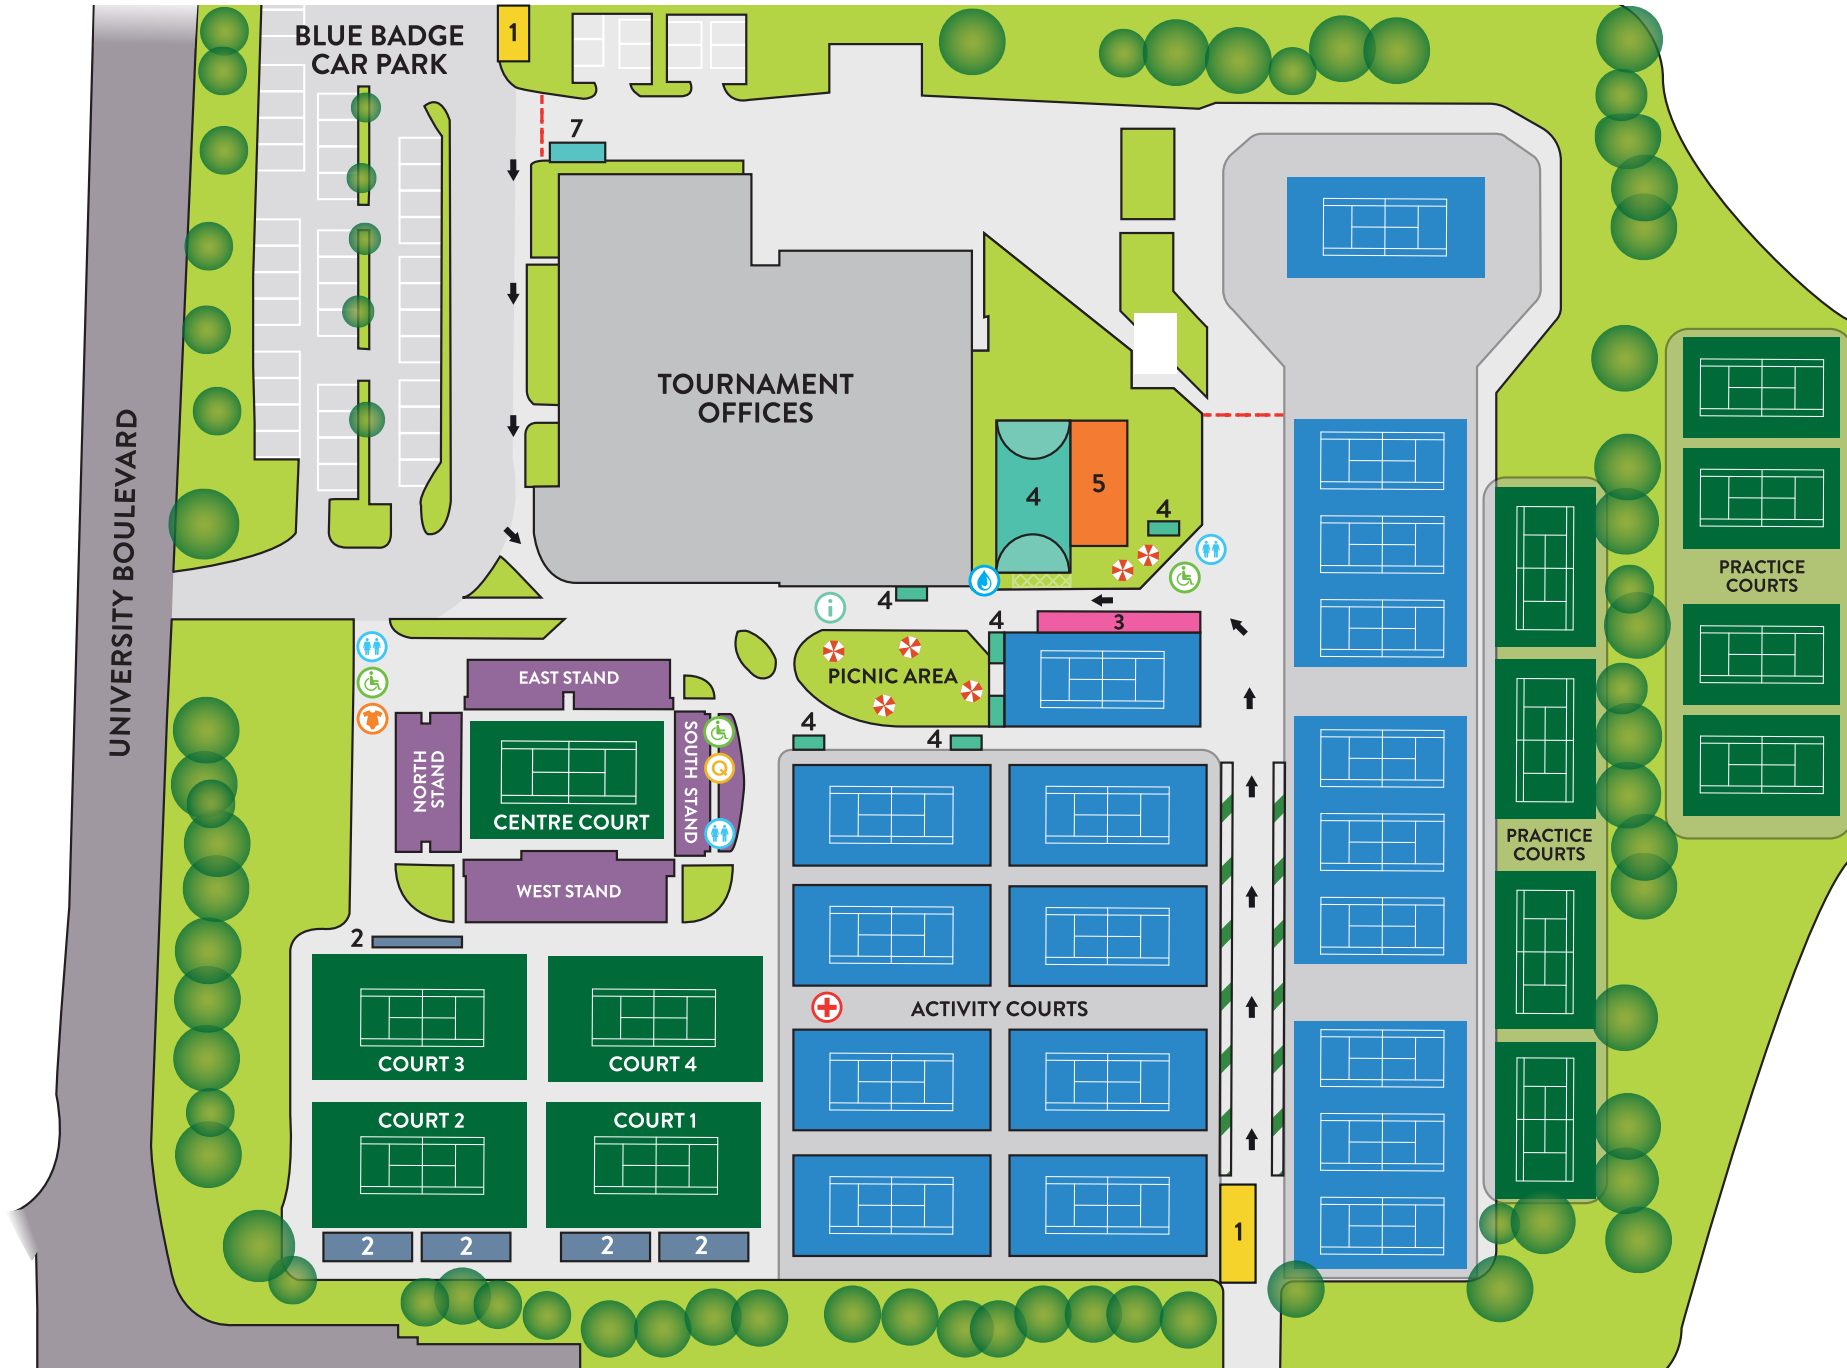 BLUE BADGE
CAR PARK
1
7
UNIVERSITY BOULEVARD
TOURNAMENT
OFFICES
4
5
4
PRACTICE
COURTS
4
i
4
3
EAST STAND
PICNIC AREA
4
4
NORTH
STAND
SOUTH STAND
Q
CENTRE COURT
PRACTICE
COURTS
WEST STAND
2
ACTIVITY COURTS
COURT 3
COURT 4
COURT 2
COURT 1
1
2
2
2
2